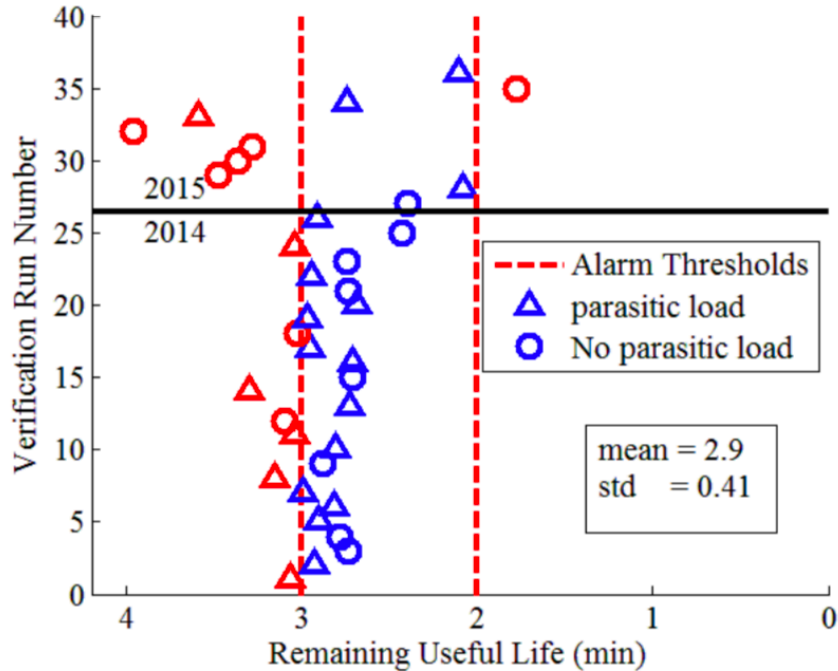 40
35
30
25
20
15
10
5
0
Verification Run Number
2015
2014
Alarm Thresholds
parasitic load
No parasitic load
mean = 2.9
std = 0.41
4 3 2 1 0
Remaining Useful Life (min)